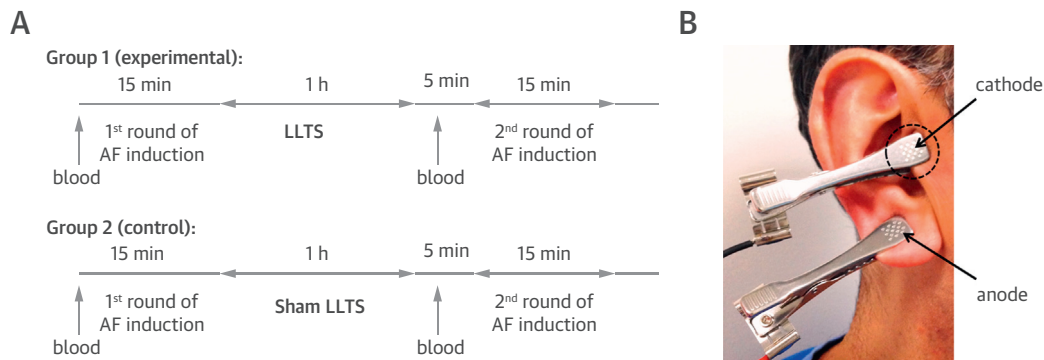 A
Group 1 (experimental):
15 min 1 h 5 min 15 min
1st round of AF induction LLTS 2nd round of AF induction
blood blood
Group 2 (control):
15 min 1 h 5 min 15 min
1st round of AF induction Sham LLTS 2nd round of AF induction
blood blood
B
cathode
anode